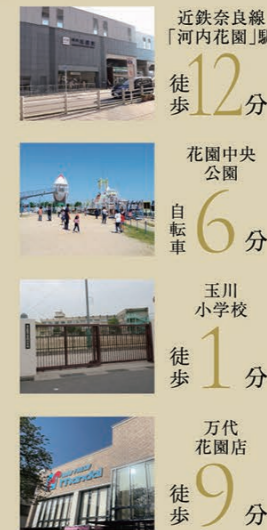 近鉄奈良線
「河内花園」駅
徒歩12分
花園中央
公園
自転車6分
玉川
小学校
徒歩1分
万代
花園店
徒歩9分
mandai